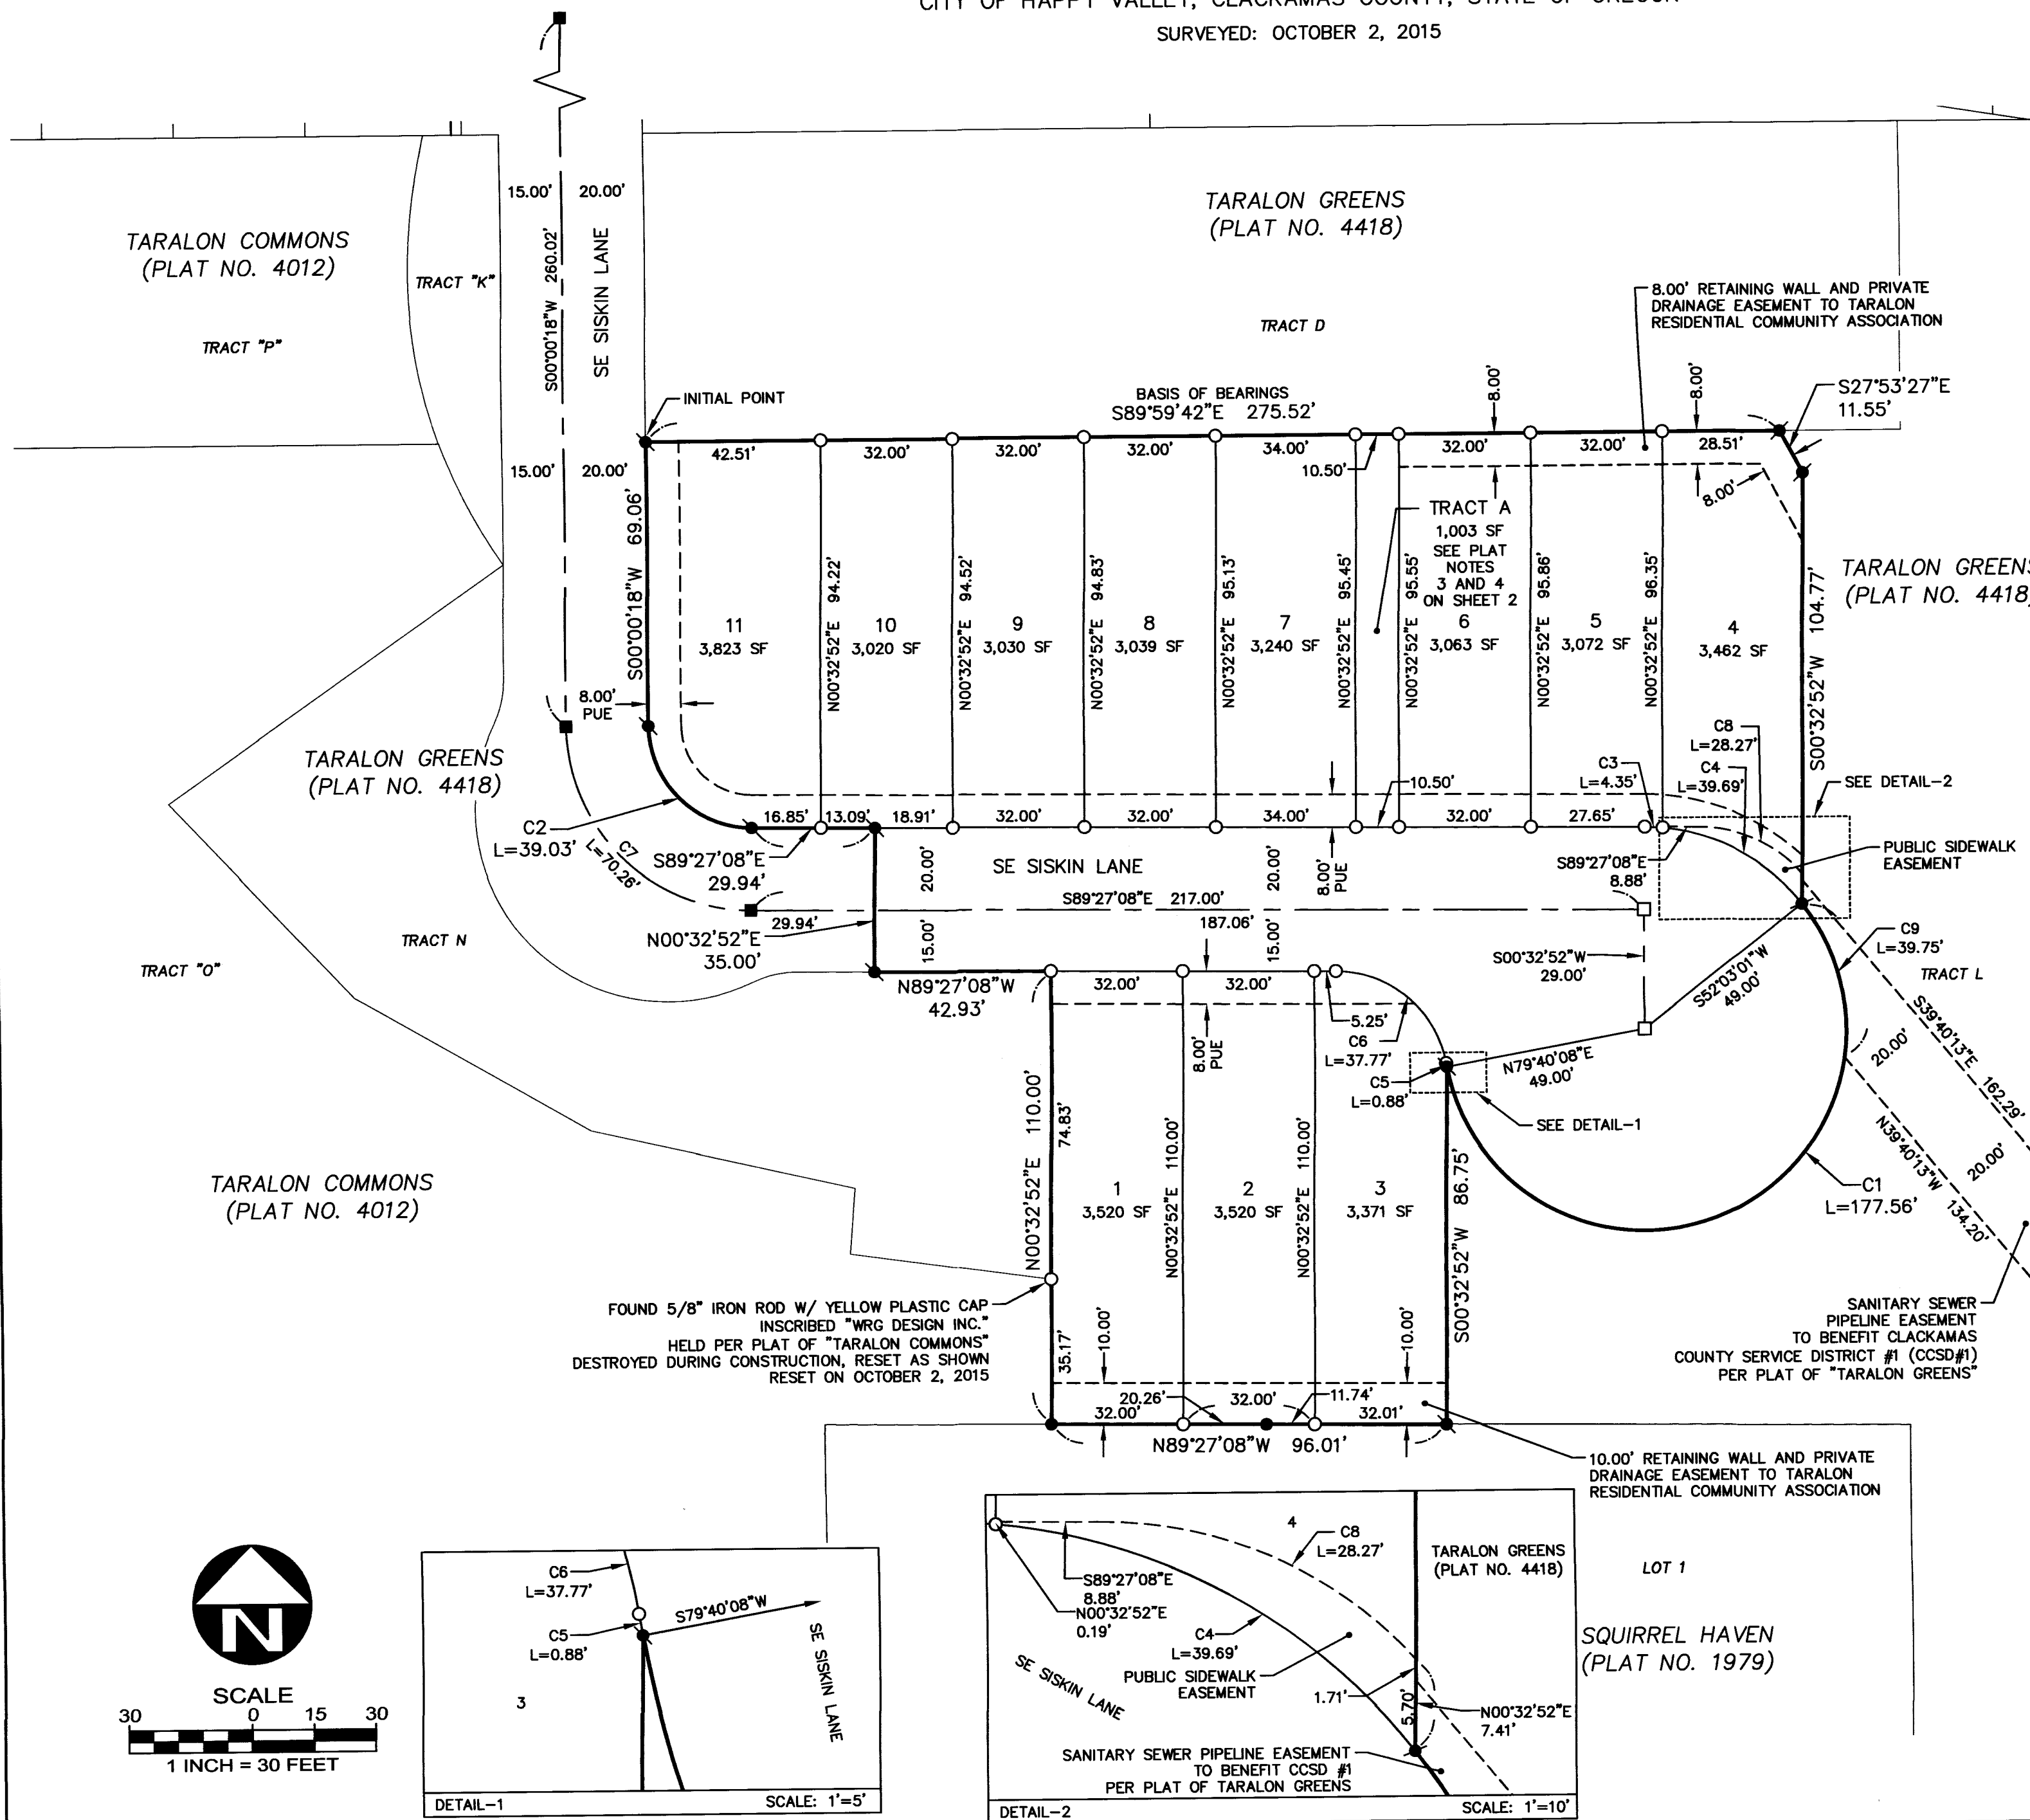 SURVEYED: OCTOBER 2, 2015
15.00' 20.00'
S00°00'18"W 260.02'
SE SISKIN LANE
TARALON COMMONS
(PLAT NO. 4012)
TRACT "K"
TRACT "P"
TARALON GREENS
(PLAT NO. 4418)
TRACT D
8.00' RETAINING WALL AND PRIVATE
DRAINAGE EASEMENT TO TARALON
RESIDENTIAL COMMUNITY ASSOCIATION
INITIAL POINT
BASIS OF BEARINGS
S89°59'42"E 275.52'
8.00'
8.00'
S27°53'27"E
11.55'
15.00' 20.00'
42.51'
32.00'
32.00'
32.00'
34.00'
10.50'
32.00'
32.00'
28.51'
8.00'
S00°00'18"W 69.06'
TRACT A
1,003 SF
SEE PLAT
NOTES
3 AND 4
ON SHEET 2
N00°32'52"E 94.22'
N00°32'52"E 94.52'
N00°32'52"E 94.83'
N00°32'52"E 95.13'
N00°32'52"E 95.45'
N00°32'52"E 95.55'
N00°32'52"E 95.86'
N00°32'52"E 96.35'
S00°32'52"W 104.77'
TARALON GREENS
(PLAT NO. 4418)
11
3,823 SF
10
3,020 SF
9
3,030 SF
8
3,039 SF
7
3,240 SF
6
3,063 SF
5
3,072 SF
4
3,462 SF
8.00'
PUE
TARALON GREENS
(PLAT NO. 4418)
C8
L=28.27'
C3
L=4.35'
C4
L=39.69'
SEE DETAIL-2
C2
L=39.03'
C7
L=70.26'
16.85'
13.09'
18.91'
32.00'
32.00'
34.00'
10.50'
32.00'
27.65'
S89°27'08"E
29.94'
20.00'
SE SISKIN LANE
20.00'
8.00'
PUE
S89°27'08"E
8.88'
PUBLIC SIDEWALK
EASEMENT
S89°27'08"E 217.00'
29.94'
N00°32'52"E
35.00'
15.00'
187.06'
15.00'
S00°32'52"W
29.00'
S52°03'01"W
49.00'
C9
L=39.75'
TRACT L
TRACT N
TRACT "O"
N89°27'08"W
42.93'
32.00'
32.00'
5.25'
8.00'
PUE
C6
L=37.77'
C5
L=0.88'
N79°40'08"E
49.00'
SEE DETAIL-1
S39°40'13"E 162.29'
20.00'
N39°40'13"W 134.20'
20.00'
C1
L=177.56'
N00°32'52"E 110.00'
74.83'
N00°32'52"E 110.00'
N00°32'52"E 110.00'
S00°32'52"W 86.75'
1
3,520 SF
2
3,520 SF
3
3,371 SF
TARALON COMMONS
(PLAT NO. 4012)
FOUND 5/8" IRON ROD W/ YELLOW PLASTIC CAP
INSCRIBED "WRG DESIGN INC."
HELD PER PLAT OF "TARALON COMMONS"
DESTROYED DURING CONSTRUCTION, RESET AS SHOWN
RESET ON OCTOBER 2, 2015
35.17'
10.00'
10.00'
SANITARY SEWER
PIPELINE EASEMENT
TO BENEFIT CLACKAMAS
COUNTY SERVICE DISTRICT #1 (CCSD#1)
PER PLAT OF "TARALON GREENS"
20.26'
32.00'
11.74'
32.00'
32.01'
N89°27'08"W 96.01'
10.00' RETAINING WALL AND PRIVATE
DRAINAGE EASEMENT TO TARALON
RESIDENTIAL COMMUNITY ASSOCIATION
LOT 1
SQUIRREL HAVEN
(PLAT NO. 1979)
N
SCALE
30 0 15 30
1 INCH = 30 FEET
C6
L=37.77'
C5
L=0.88'
S79°40'08"W
SE SISKIN LANE
3
DETAIL-1 SCALE: 1'=5'
4
C8
L=28.27'
TARALON GREENS
(PLAT NO. 4418)
S89°27'08"E
8.88'
N00°32'52"E
0.19'
C4
L=39.69'
SE SISKIN LANE
PUBLIC SIDEWALK
EASEMENT
1.71'
5.70'
N00°32'52"E
7.41'
SANITARY SEWER PIPELINE EASEMENT
TO BENEFIT CCSD #1
PER PLAT OF TARALON GREENS
DETAIL-2 SCALE: 1'=10'